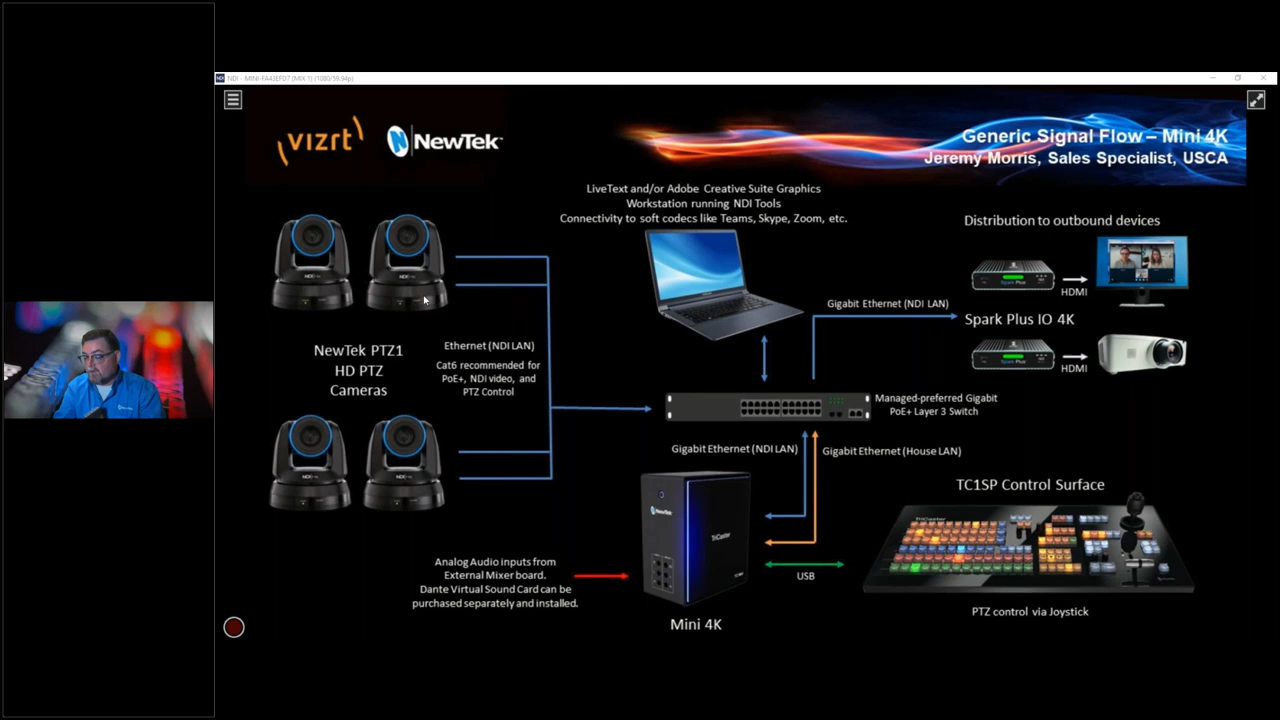 NDI - MINI-FA43EFD7 (MIX 1) (1080/59.94p)
vizrt
N NewTek
Generic Signal Flow – Mini 4K
Jeremy Morris, Sales Specialist, USCA
LiveText and/or Adobe Creative Suite Graphics
Workstation running NDI Tools
Connectivity to soft codecs like Teams, Skype, Zoom, etc.
Distribution to outbound devices
Gigabit Ethernet (NDI LAN)
HDMI
Spark Plus IO 4K
HDMI
NewTek PTZ1
HD PTZ
Cameras
Ethernet (NDI LAN)
Cat6 recommended for
PoE+, NDI video, and
PTZ Control
Managed-preferred Gigabit
PoE+ Layer 3 Switch
Gigabit Ethernet (NDI LAN)
Gigabit Ethernet (House LAN)
TC1SP Control Surface
NewTek
TriCaster
TriCaster
Analog Audio inputs from
External Mixer board.
Dante Virtual Sound Card can be
purchased separately and installed.
USB
PTZ control via Joystick
Mini 4K